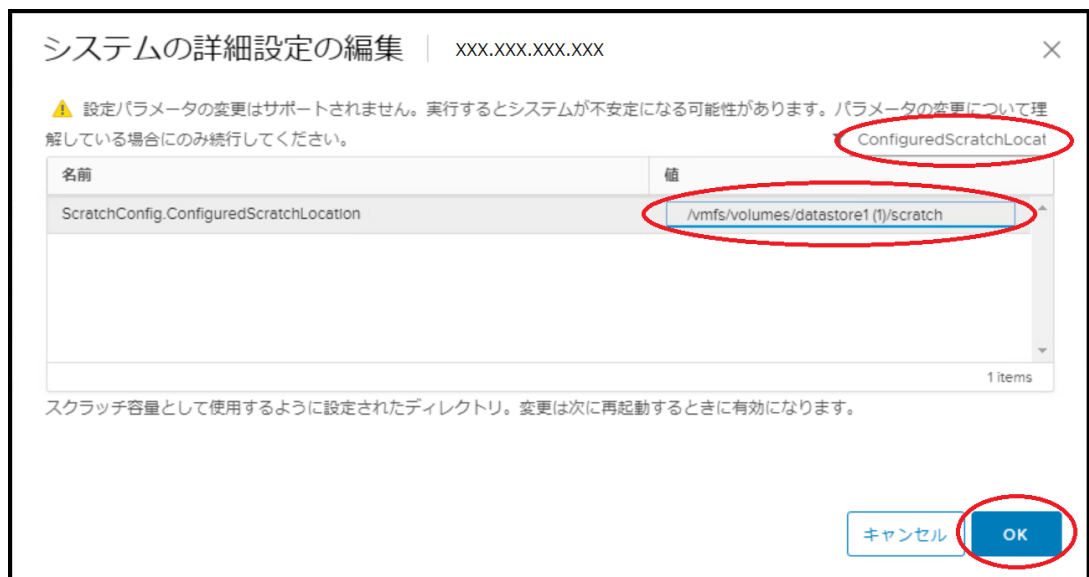 システムの詳細設定の編集 XXX.XXX.XXX.XXX
設定パラメータの変更はサポートされません。実行するとシステムが不安定になる可能性があります。パラメータの変更について理
解している場合にのみ続行してください。
ConfiguredScratchLocat
名前 値
ScratchConfig.ConfiguredScratchLocation /vmfs/volumes/datastore1 (1)/scratch
1 items
スクラッチ容量として使用するように設定されたディレクトリ。変更は次に再起動するときに有効になります。
キャンセル OK